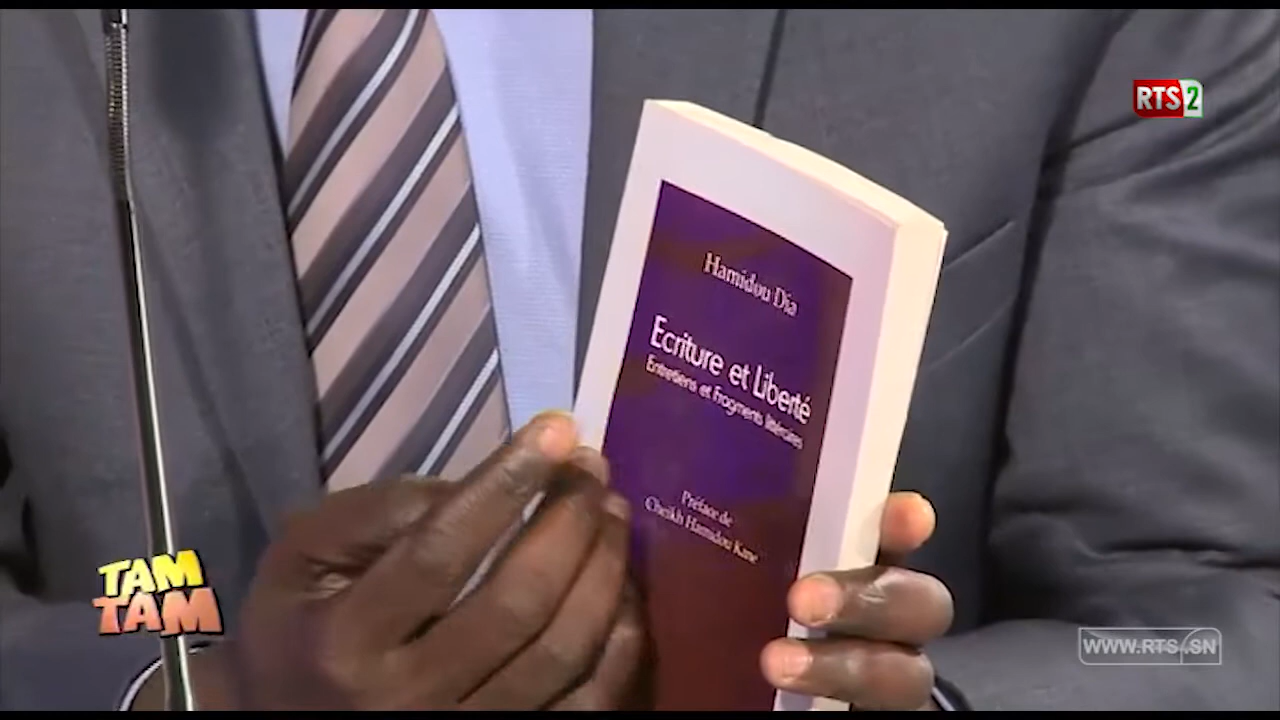 RTS2
Hamidou Dia
Ecriture et Liberté
Entretiens et Fragments littéraires
Préface de
Cheikh Hamidou Kane
TAM
TAM
WWW.RTS.SN